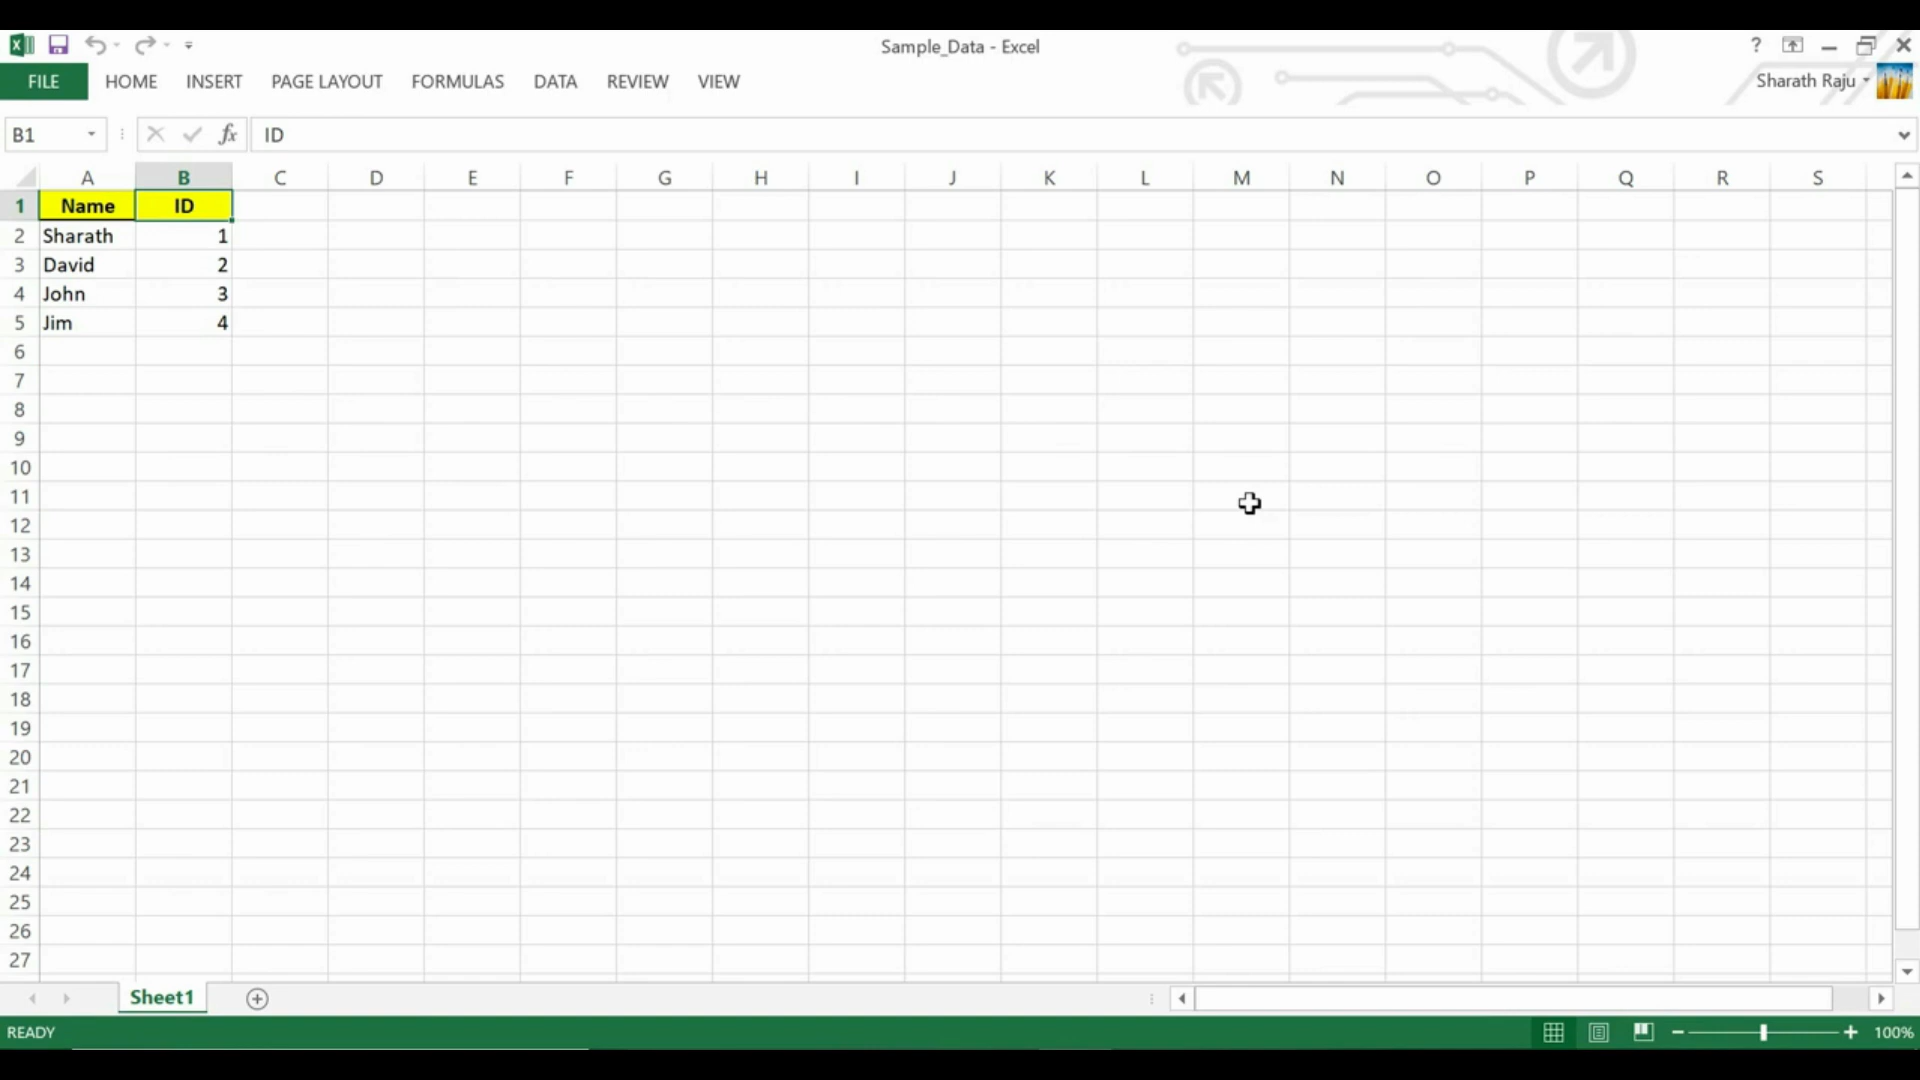 Sample_Data - Excel
?
FILE HOME INSERT PAGE LAYOUT FORMULAS DATA REVIEW VIEW
Sharath Raju
B1 fx ID
A B C D E F G H I J K L M N O P Q R S
1 Name ID
2 Sharath 1
3 David 2
4 John 3
5 Jim 4
6
7
8
9
10
11
12
13
14
15
16
17
18
19
20
21
22
23
24
25
26
27
Sheet1
READY
100%